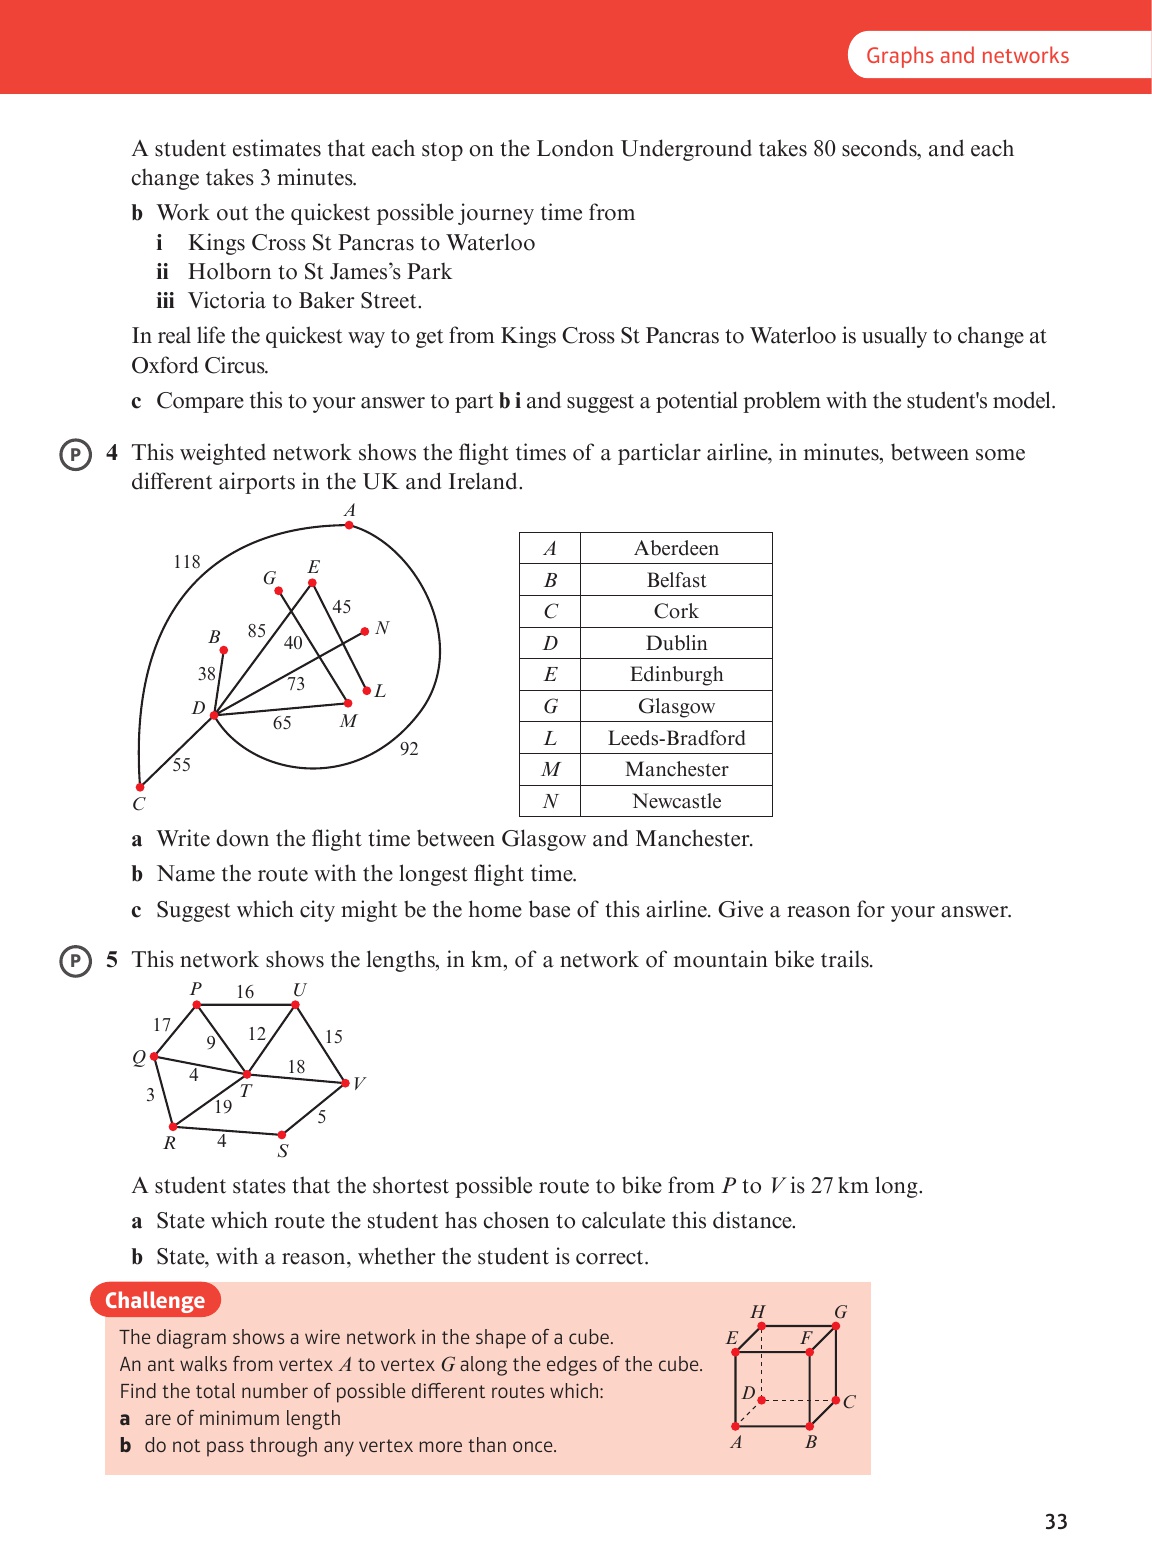 Graphs and networks
A student estimates that each stop on the London Underground takes 80 seconds, and each
change takes 3 minutes.
b Work out the quickest possible journey time from
i Kings Cross St Pancras to Waterloo
ii Holborn to St James’s Park
iii Victoria to Baker Street.
In real life the quickest way to get from Kings Cross St Pancras to Waterloo is usually to change at
Oxford Circus.
c Compare this to your answer to part b i and suggest a potential problem with the student's model.
P 4 This weighted network shows the flight times of a particlar airline, in minutes, between some
different airports in the UK and Ireland.
A
118
E
G
45
N
B
85
40
38
73
L
D
65
M
92
55
C
A Aberdeen
B Belfast
C Cork
D Dublin
E Edinburgh
G Glasgow
L Leeds-Bradford
M Manchester
N Newcastle
a Write down the flight time between Glasgow and Manchester.
b Name the route with the longest flight time.
c Suggest which city might be the home base of this airline. Give a reason for your answer.
P 5 This network shows the lengths, in km, of a network of mountain bike trails.
P 16 U
17
9
12
15
Q
4
18
T
V
3
19
5
R
4
S
A student states that the shortest possible route to bike from P to V is 27 km long.
a State which route the student has chosen to calculate this distance.
b State, with a reason, whether the student is correct.
Challenge
The diagram shows a wire network in the shape of a cube.
An ant walks from vertex A to vertex G along the edges of the cube.
Find the total number of possible different routes which:
a are of minimum length
b do not pass through any vertex more than once.
H G
E F
D C
A B
33